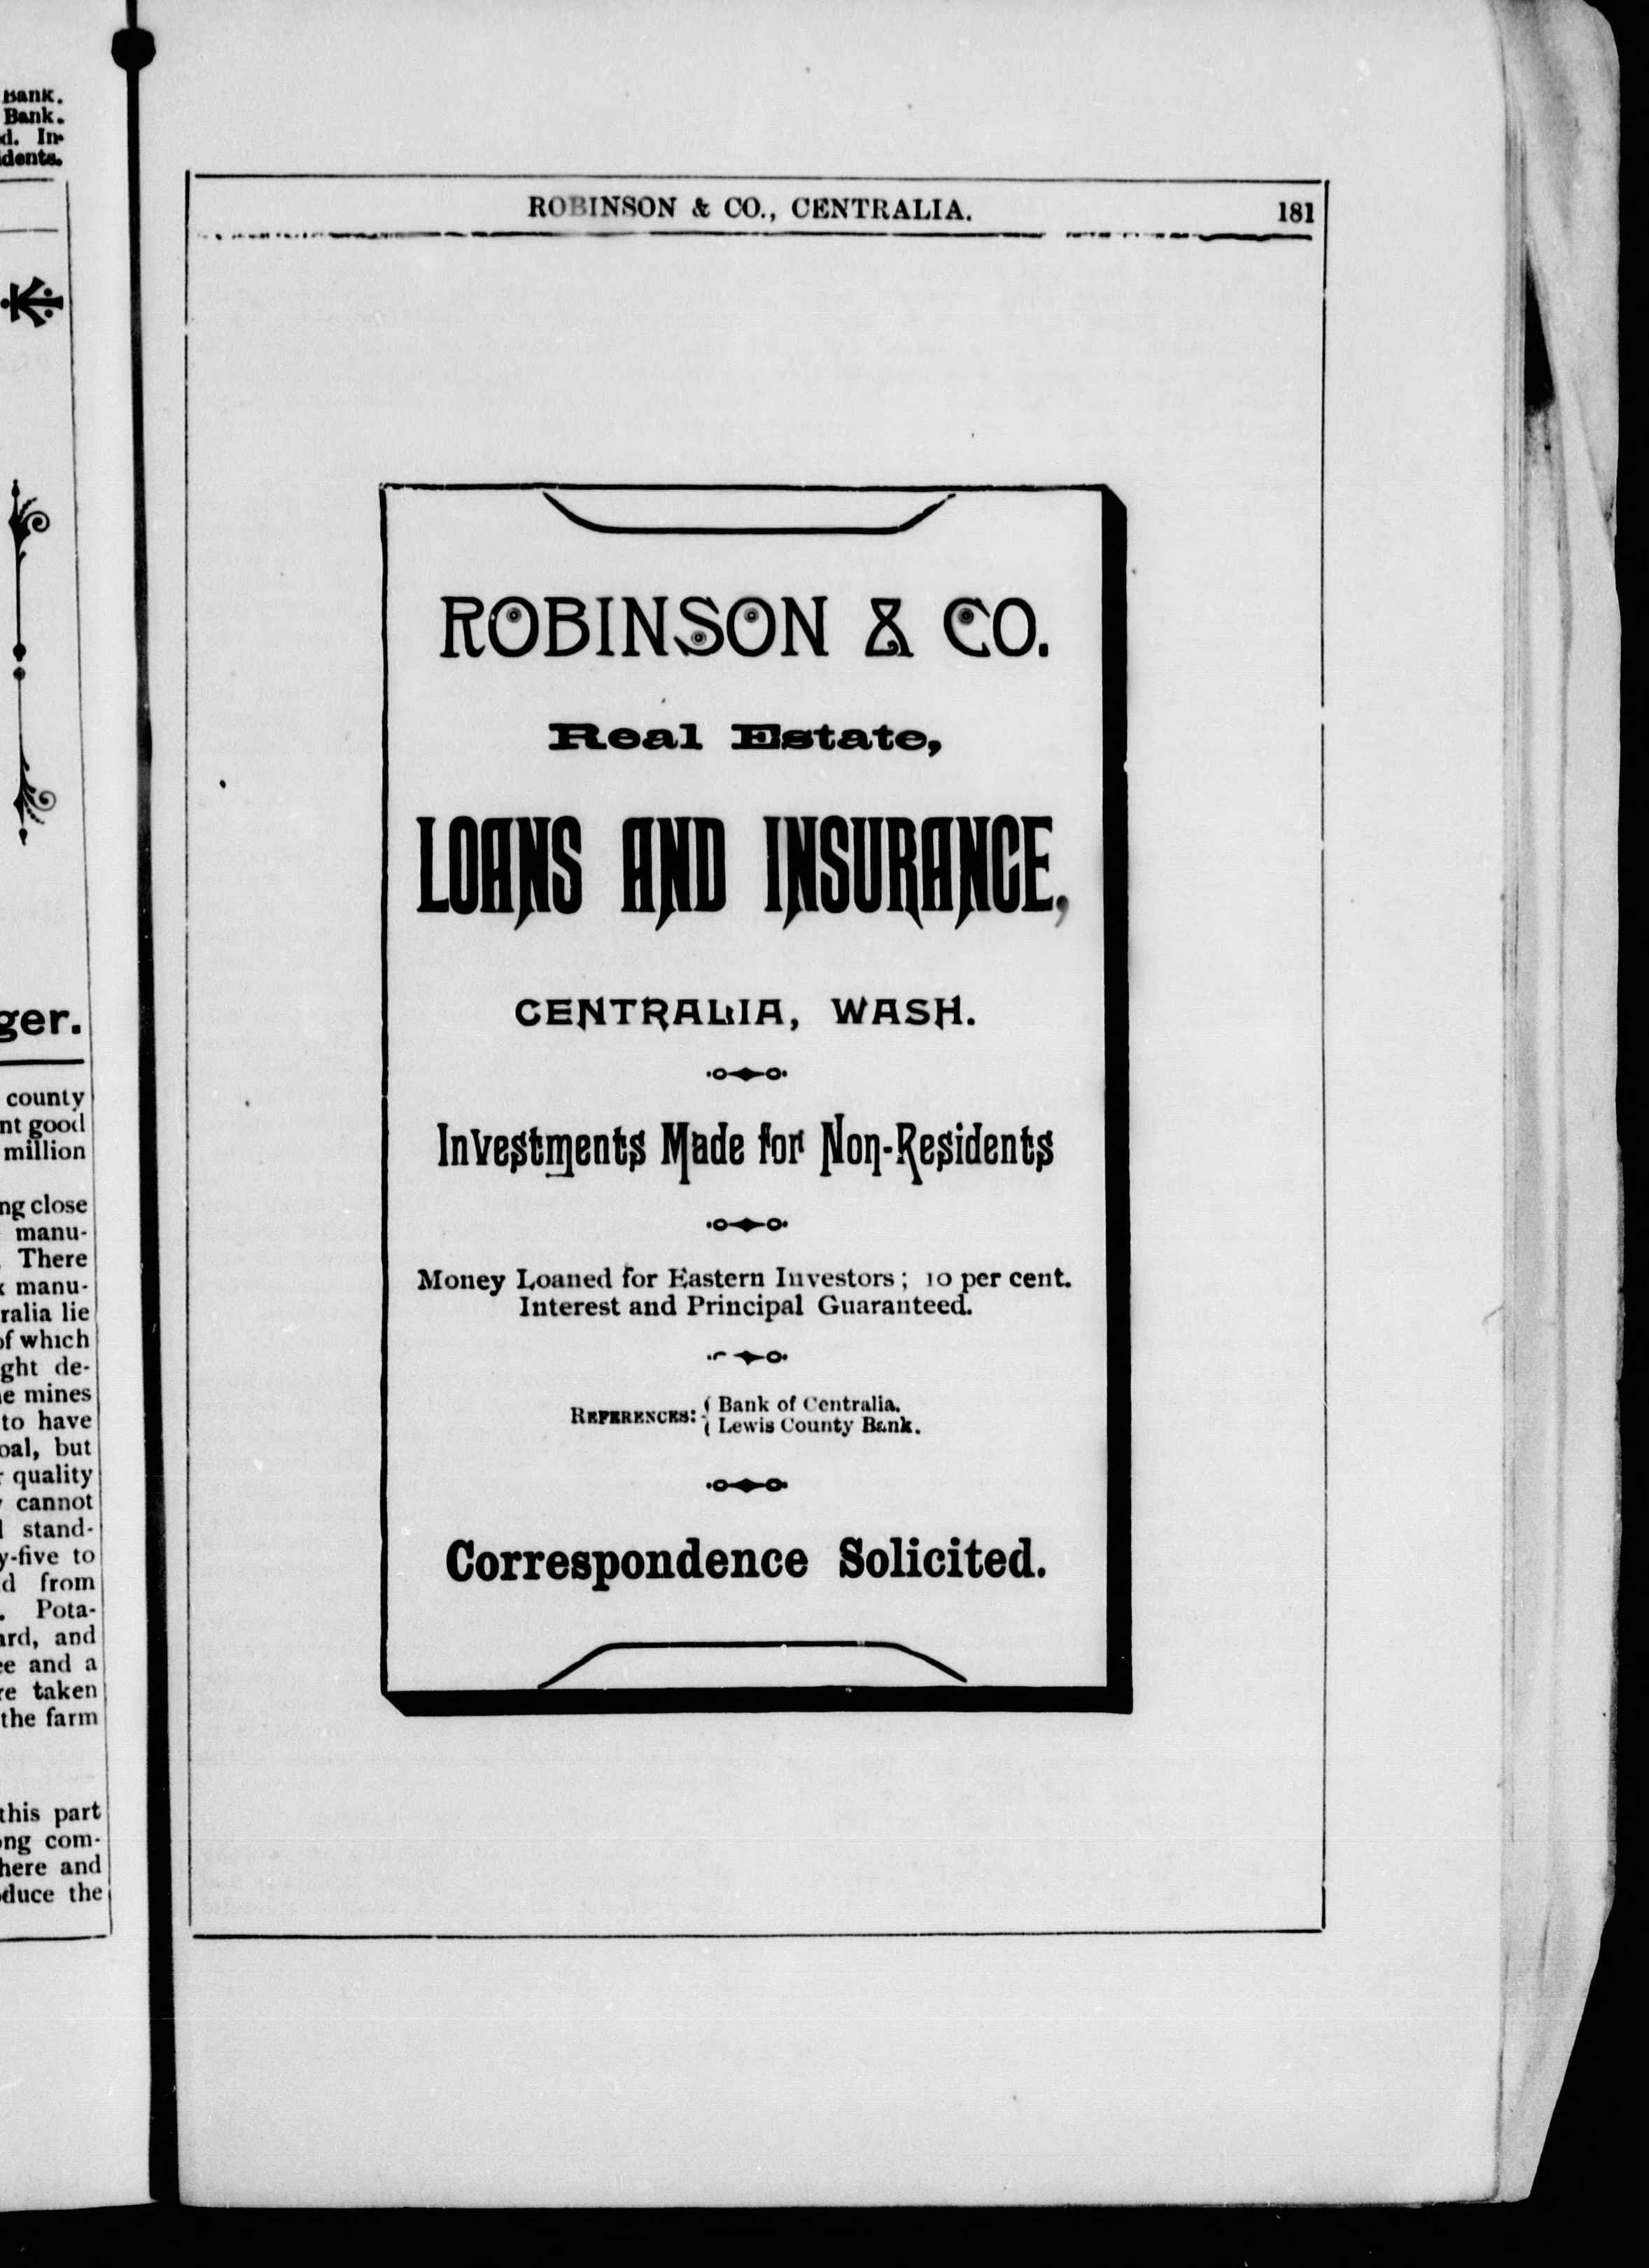 Bank.
Bank.
d. In-
idents.
ger.
county
nt good
million
ng close
manu-
. There
manu-
ralia lie
of which
ght de-
e mines
to have
oal, but
quality
cannot
stand-
y-five to
d from
. Pota-
ard, and
ee and a
re taken
the farm
this part
ong com-
here and
duce the
ROBINSON & CO., CENTRALIA. 181
ROBINSON & CO.
Real Estate,
LOANS AND INSURANCE,
CENTRALIA, WASH.
Investments Made for Non-Residents
Money Loaned for Eastern Investors; 10 per cent.
Interest and Principal Guaranteed.
REFERENCES: { Bank of Centralia.
Lewis County Bank.
Correspondence Solicited.